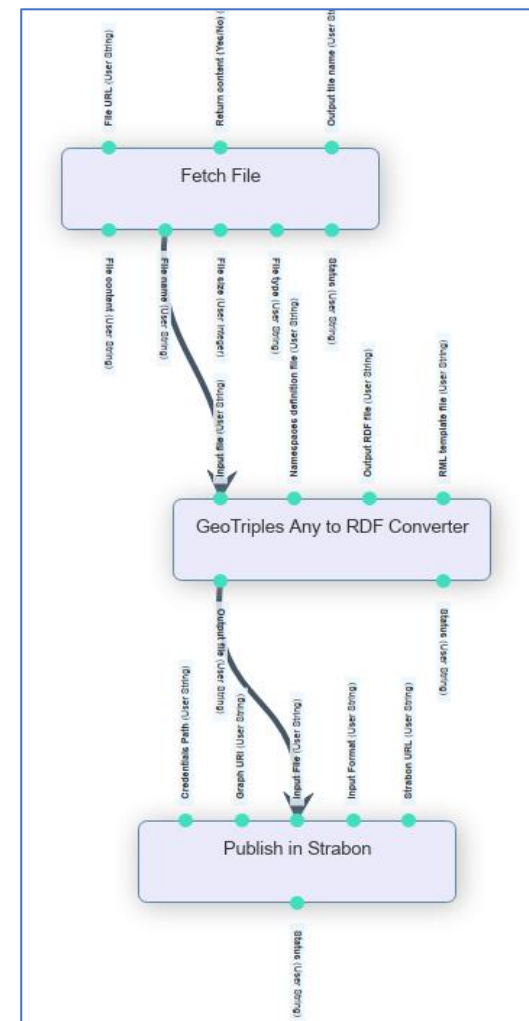 File URL (User String)
Return content (Yes/No) (
Output file name (User Str
Fetch File
File content (User String)
File name (User String)
File size (User Integer)
File type (User String)
Status (User String)
Input file (User String)
Namespaces definition file (User String)
Output RDF file (User String)
RML template file (User String)
GeoTriples Any to RDF Converter
Output file (User String)
Status (User String)
Credentials Path (User String)
Graph URI (User String)
Input File (User String)
Input Format (User String)
Strabon URL (User String)
Publish in Strabon
Status (User String)